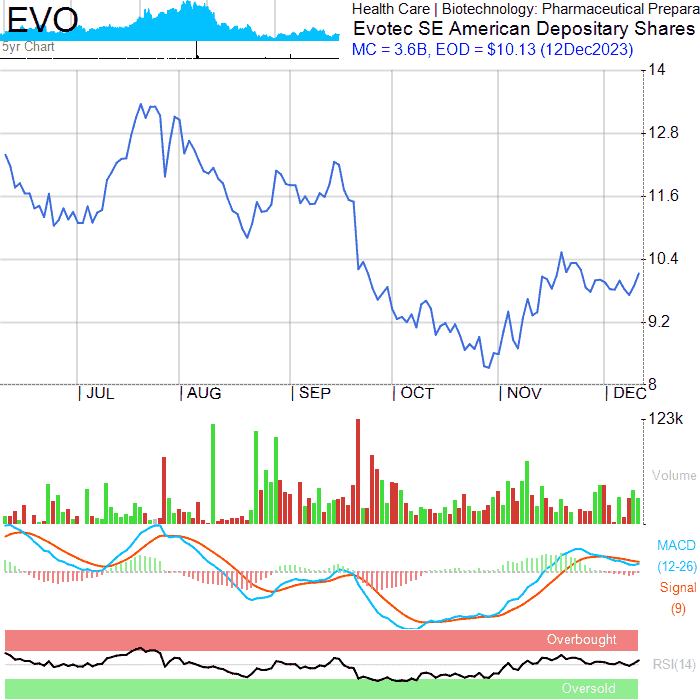 EVO
5yr Chart
Health Care | Biotechnology: Pharmaceutical Prepara
Evotec SE American Depositary Shares
MC = 3.6B, EOD = $10.13 (12Dec2023)
14
12.8
11.6
10.4
9.2
8
JUL
AUG
SEP
OCT
NOV
DEC
123k
Volume
MACD
(12-26)
Signal
(9)
Overbought
RSI(14)
Oversold